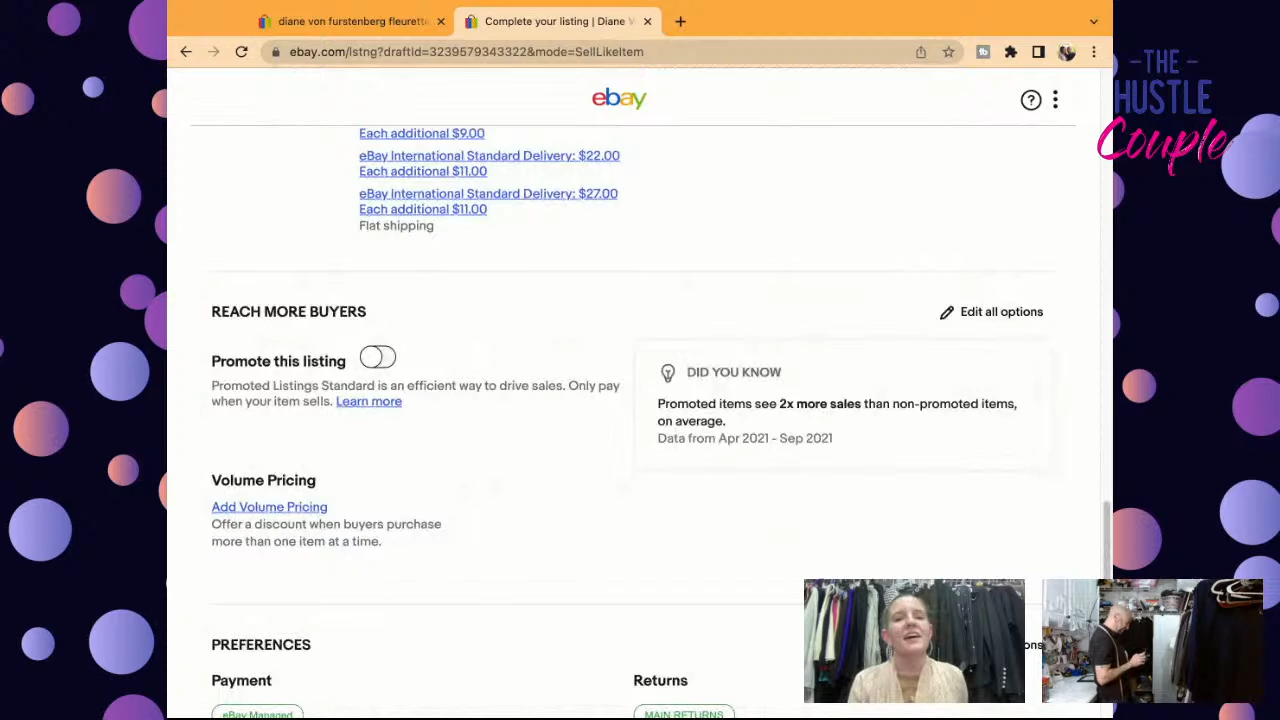 diane von furstenberg fleurette
Complete your listing | Diane V
ebay.com/lstng?draftId=3239579343322&mode=SellLikeItem
THE
HUSTLE
Couple
ebay
Each additional $9.00
eBay International Standard Delivery: $22.00
Each additional $11.00
eBay International Standard Delivery: $27.00
Each additional $11.00
Flat shipping
REACH MORE BUYERS
Edit all options
Promote this listing
Promoted Listings Standard is an efficient way to drive sales. Only pay
when your item sells. Learn more
DID YOU KNOW
Promoted items see 2x more sales than non-promoted items,
on average.
Data from Apr 2021 - Sep 2021
Volume Pricing
Add Volume Pricing
Offer a discount when buyers purchase
more than one item at a time.
PREFERENCES
ons
Payment
Returns
eBay Managed
MAIN RETURNS